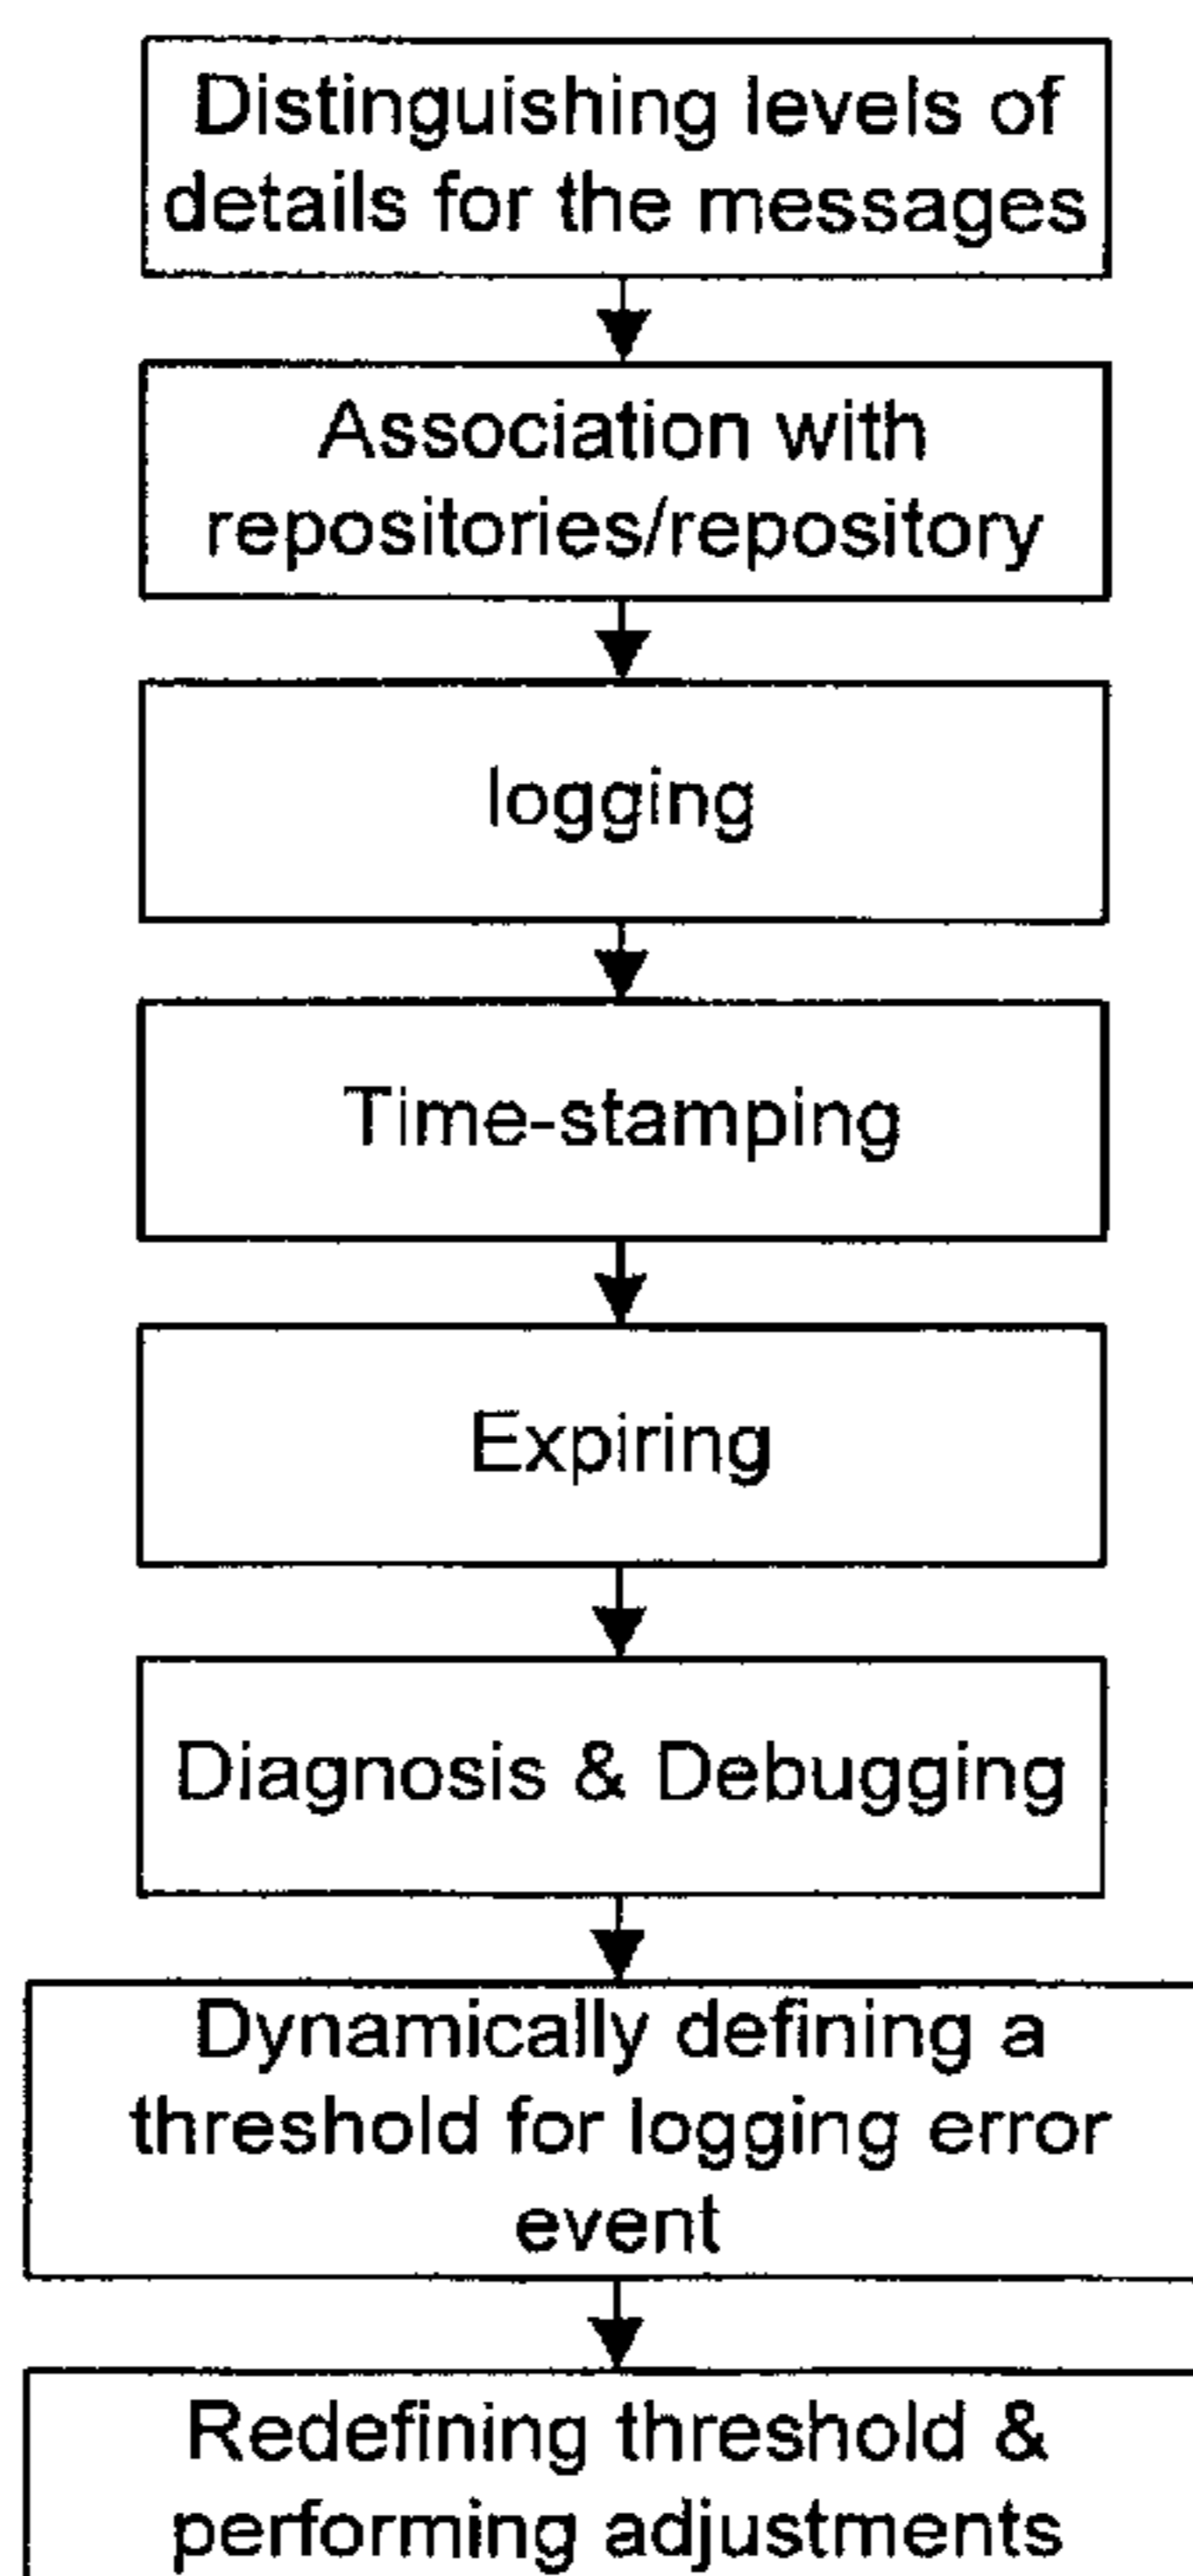 Distinguishing levels of
details for the messages
Association with
repositories/repository
logging
Time-stamping
Expiring
Diagnosis & Debugging
Dynamically defining a
threshold for logging error
event
Redefining threshold &
performing adjustments